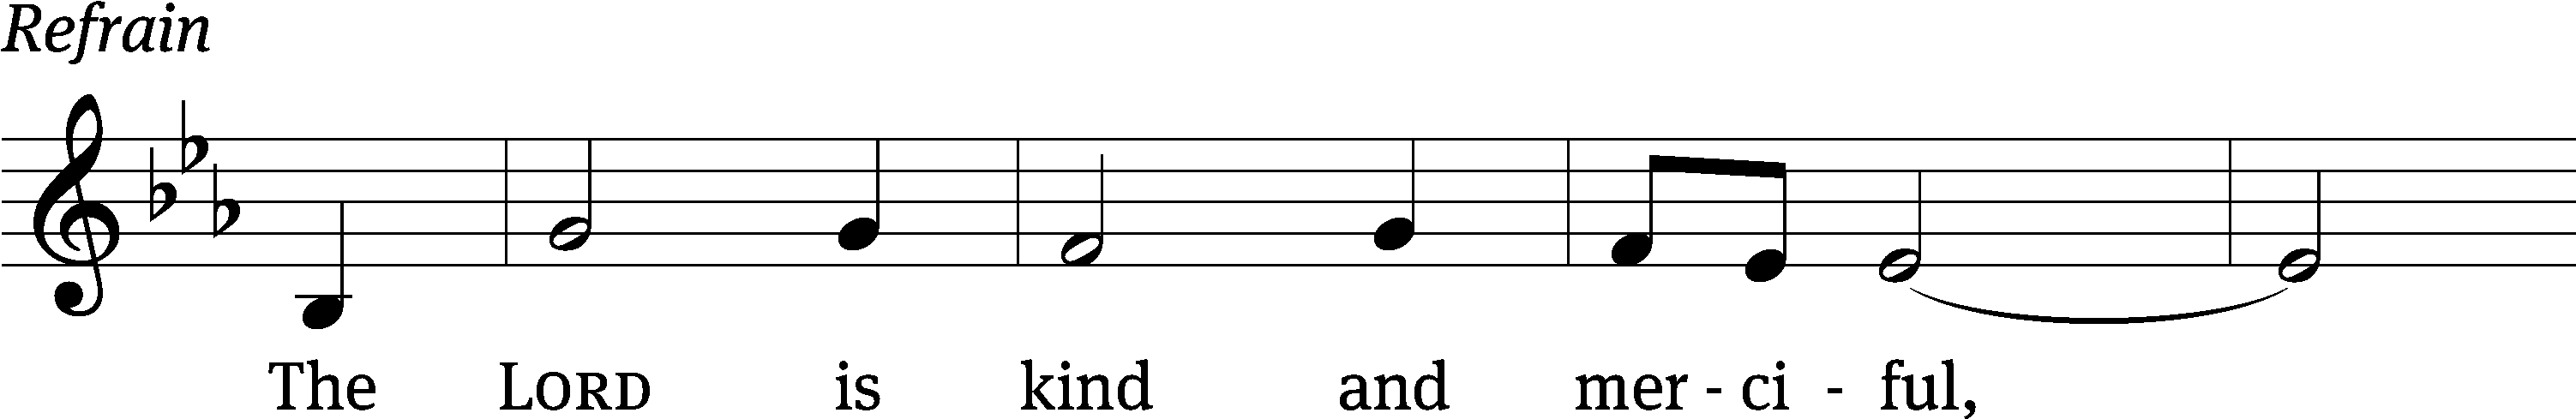 Refrain
The LORD is kind and mer - ci - ful,